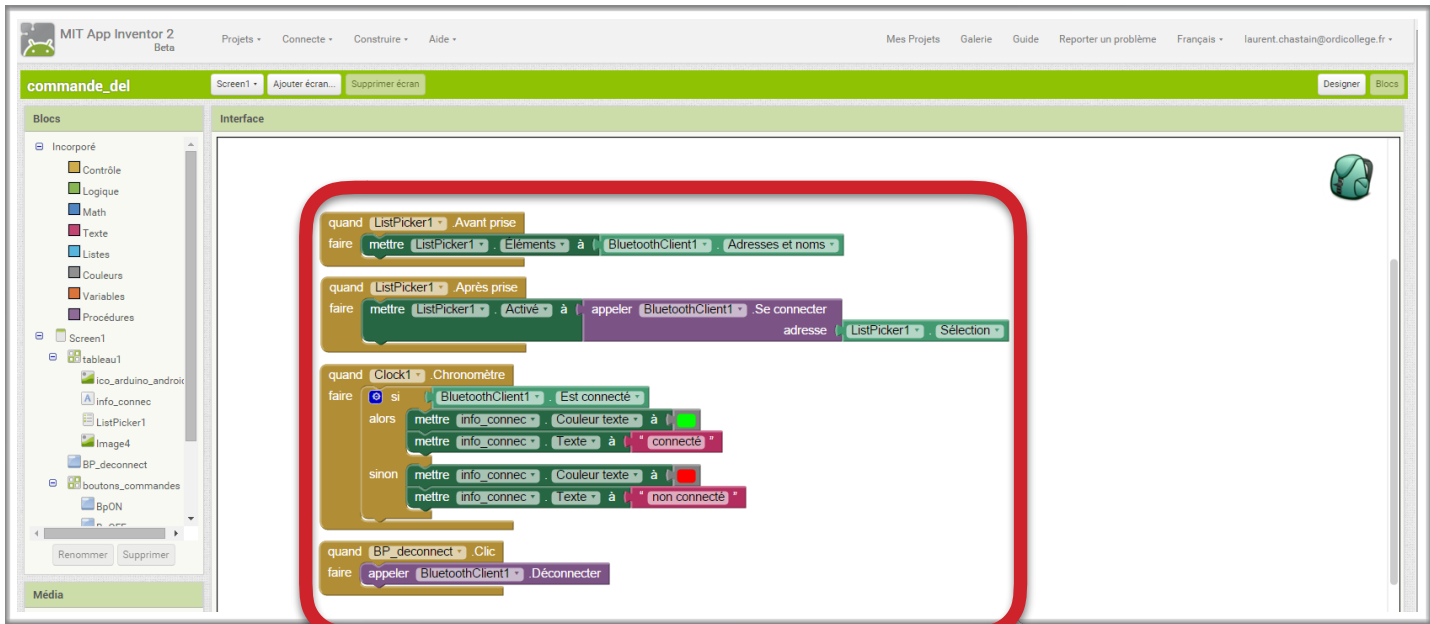 MIT App Inventor 2
Beta
Projets Connecte Construire Aide Mes Projets Galerie Guide Reporter un problème Français laurent.chastain@ordicollege.fr
commande_del Screen1 Ajouter écran... Supprimer écran Designer Blocs
Blocs
Incorporé
Contrôle
Logique
Math
Texte
Listes
Couleurs
Variables
Procédures
Screen1
tableau1
ico_arduino_androi
info_connec
ListPicker1
Image4
BP_deconnect
boutons_commandes
BpON
Renommer Supprimer
Média
Interface
quand ListPicker1 .Avant prise
faire mettre ListPicker1 . Éléments à BluetoothClient1 . Adresses et noms
quand ListPicker1 .Après prise
faire mettre ListPicker1 . Activé à appeler BluetoothClient1 .Se connecter
adresse ListPicker1 . Sélection
quand Clock1 .Chronomètre
faire si BluetoothClient1 . Est connecté
alors mettre info_connec . Couleur texte à
mettre info_connec . Texte à " connecté "
sinon mettre info_connec . Couleur texte à
mettre info_connec . Texte à " non connecté "
quand BP_deconnect .Clic
faire appeler BluetoothClient1 .Déconnecter